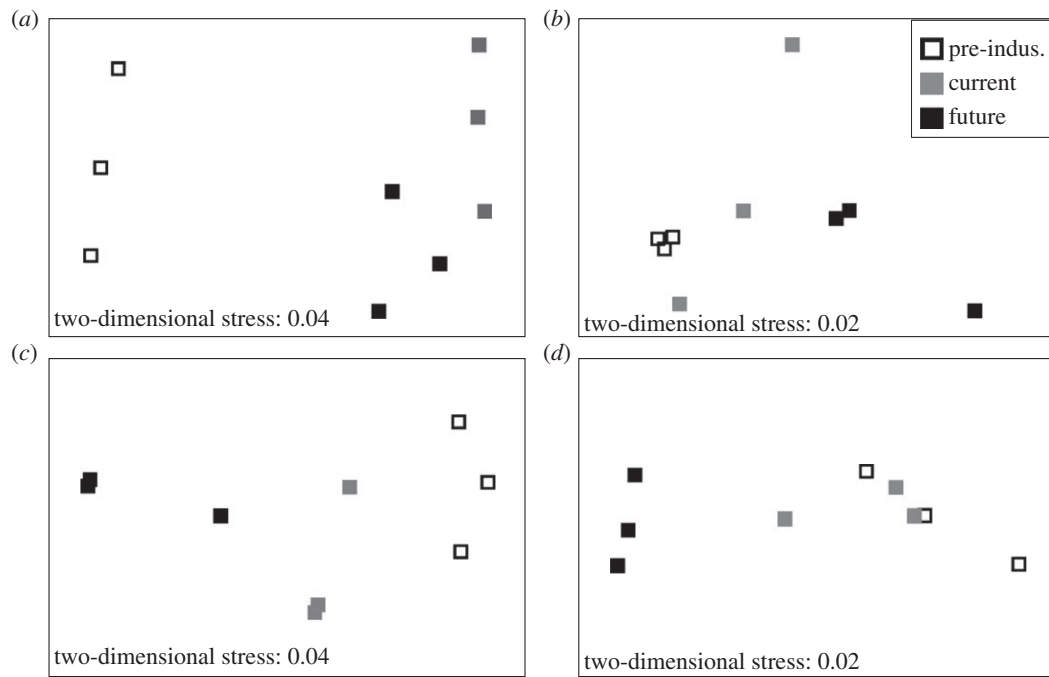 (a)
two-dimensional stress: 0.04
(b)
pre-indus.
current
future
two-dimensional stress: 0.02
(c)
two-dimensional stress: 0.04
(d)
two-dimensional stress: 0.02